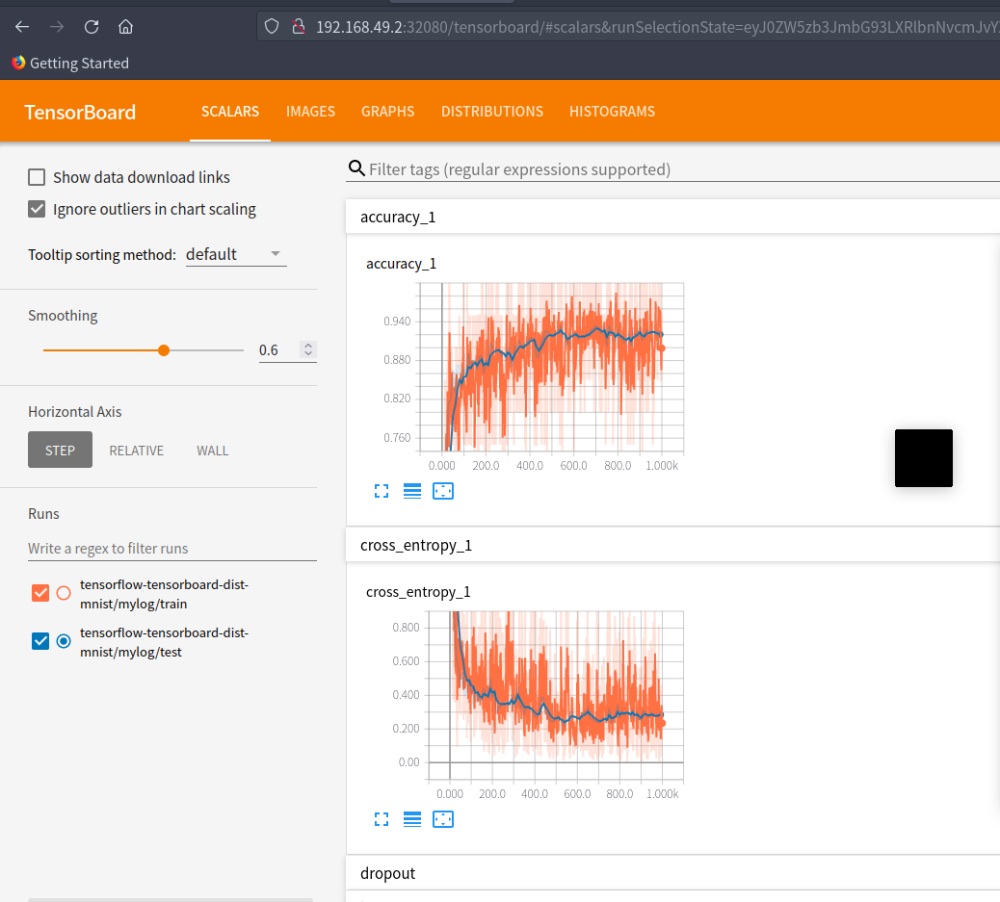 192.168.49.2:32080/tensorboard/#scalars&runSelectionState=
Getting Started
TensorBoard SCALARS IMAGES GRAPHS DISTRIBUTIONS HISTOGRAMS
Show data download links
Ignore outliers in chart scaling
Tooltip sorting method: default
Smoothing
0.6
Horizontal Axis
STEP RELATIVE WALL
Runs
Write a regex to filter runs
tensorflow-tensorboard-dist-
mnist/mylog/train
tensorflow-tensorboard-dist-
mnist/mylog/test
Filter tags (regular expressions supported)
accuracy_1
accuracy_1
0.940
0.880
0.820
0.760
0.000 200.0 400.0 600.0 800.0 1.000k
cross_entropy_1
cross_entropy_1
0.800
0.600
0.400
0.200
0.00
0.000 200.0 400.0 600.0 800.0 1.000k
dropout